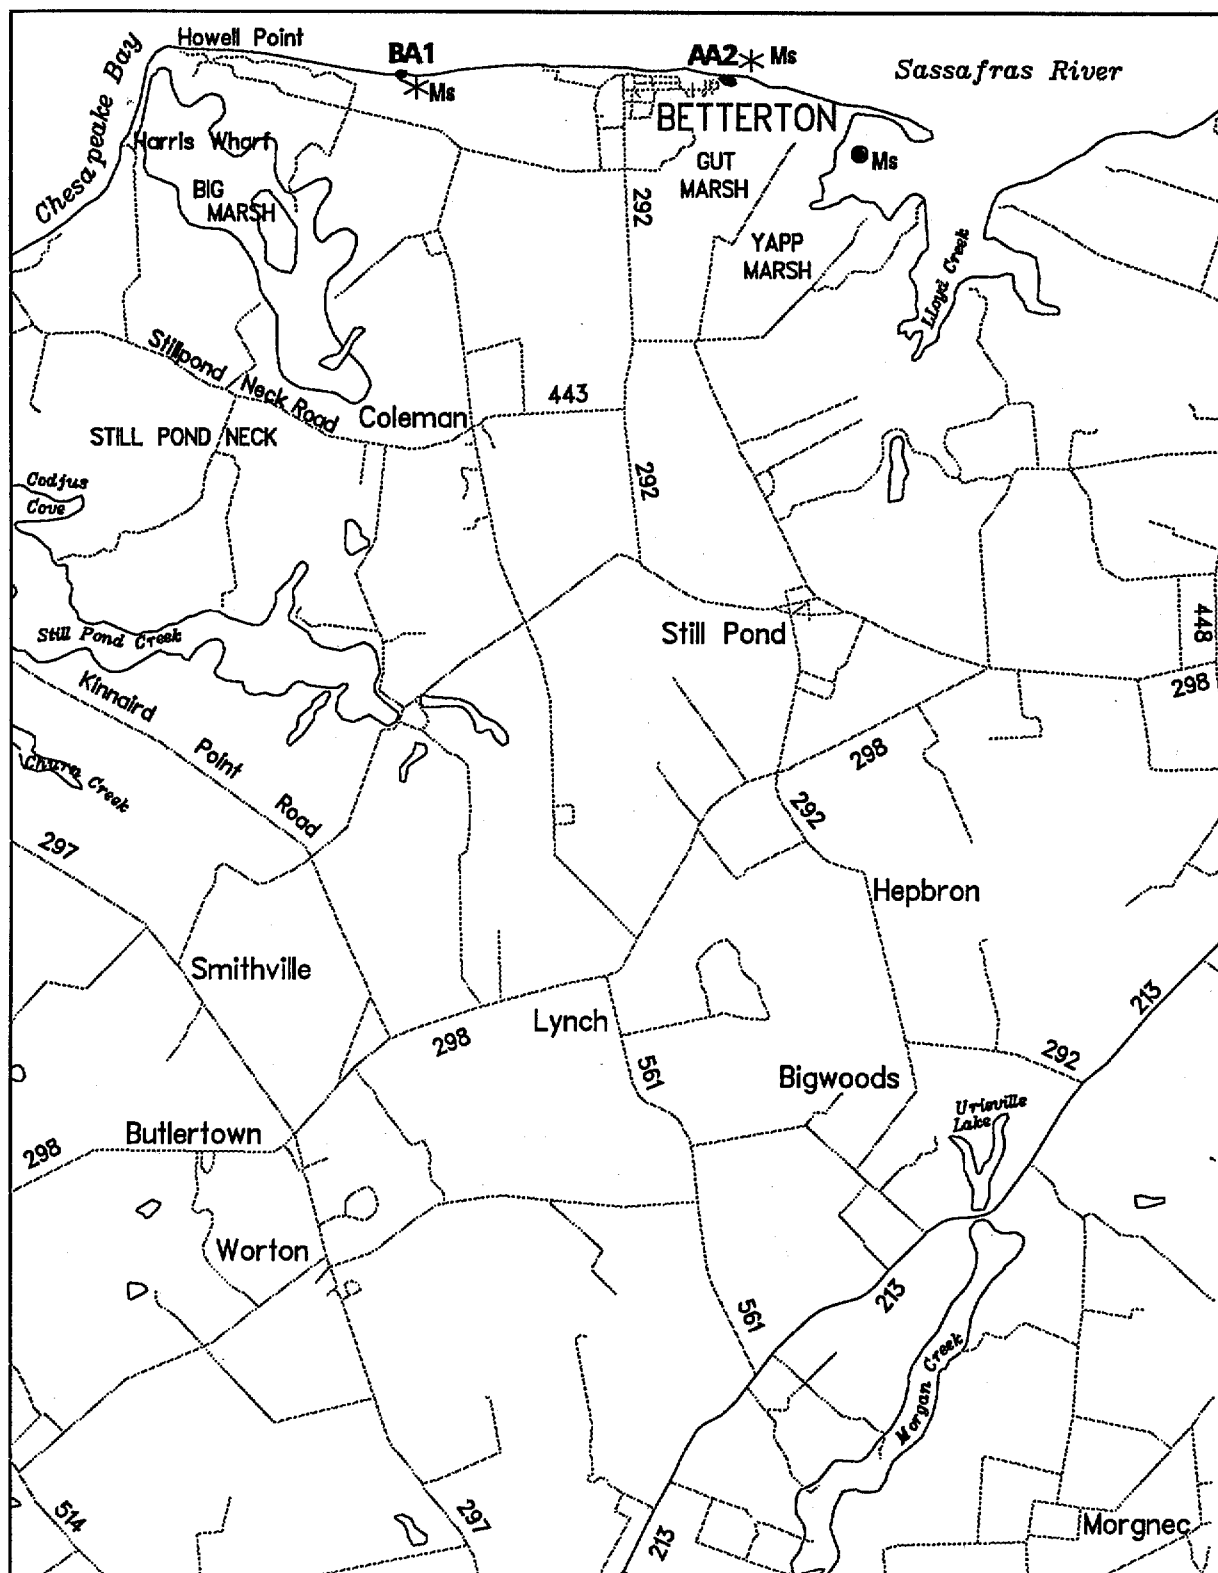 Howell Point
BA1
Ms
AA2
Ms
Sassafras River
Chesapeake Bay
BETTERTON
Harris Wharf
GUT
MARSH
Ms
BIG
MARSH
292
YAPP
MARSH
Lloyd Creek
Stillpond Neck Road
443
Coleman
STILL POND NECK
292
Codjus
Cove
448
Still Pond Creek
Still Pond
298
Kinnaird Point Road
298
Churn Creek
292
297
Hepbron
Smithville
213
Lynch
298
292
561
Bigwoods
Urieville
Lake
Butlertown
298
Worton
213
561
Morgan Creek
514
297
213
Morgnec